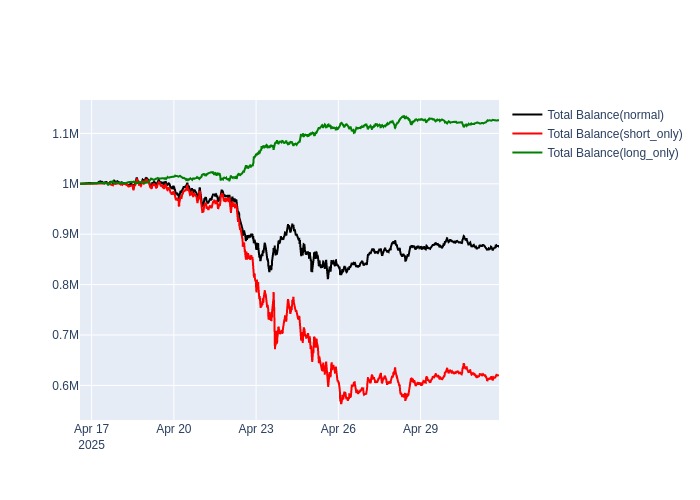 1.1M
1M
0.9M
0.8M
0.7M
0.6M
Apr 17
2025
Apr 20
Apr 23
Apr 26
Apr 29
Total Balance(normal)
Total Balance(short_only)
Total Balance(long_only)